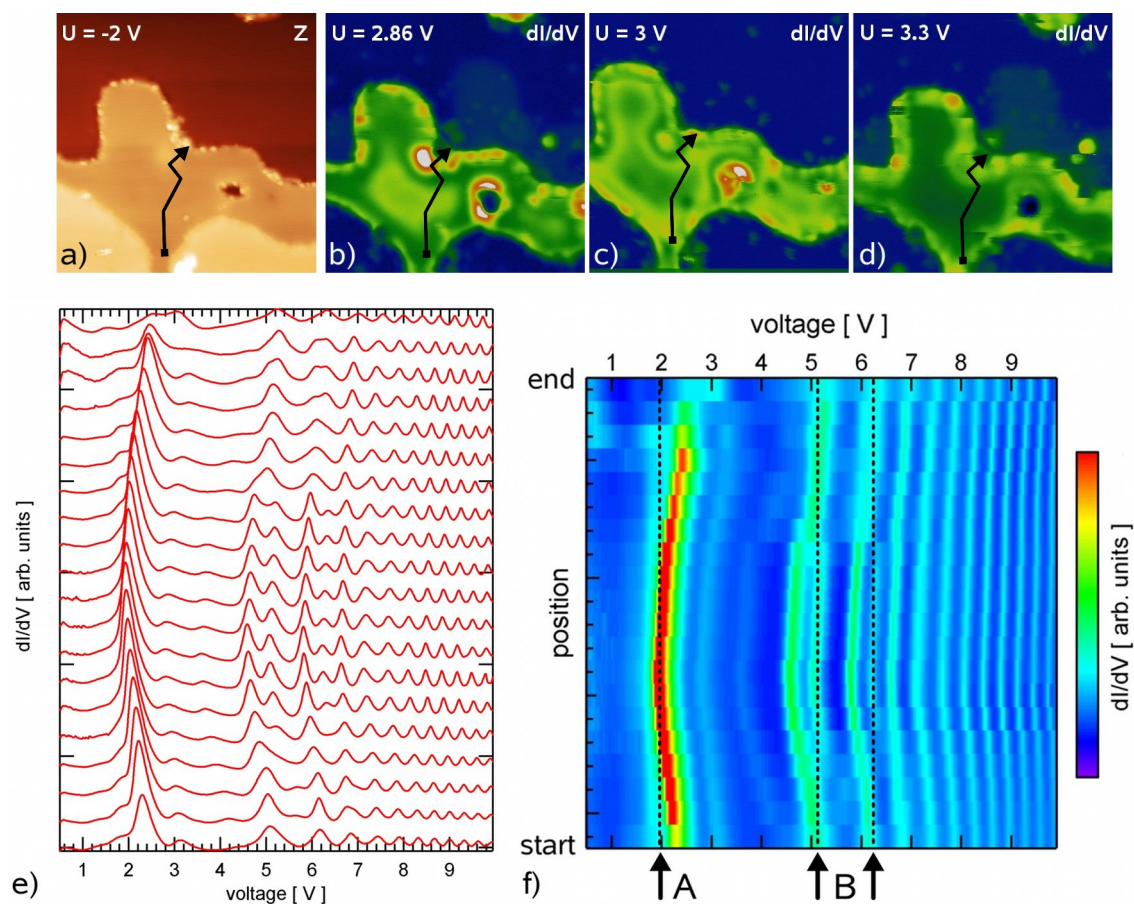 U = -2 V Z
U = 2.86 V dI/dV
U = 3 V dI/dV
U = 3.3 V dI/dV
a)
b)
c)
d)
dI/dV [ arb. units ]
1 2 3 4 5 6 7 8 9
voltage [ V ]
e)
voltage [ V ]
1 2 3 4 5 6 7 8 9
end
position
start
A
B
f)
dI/dV [ arb. units ]